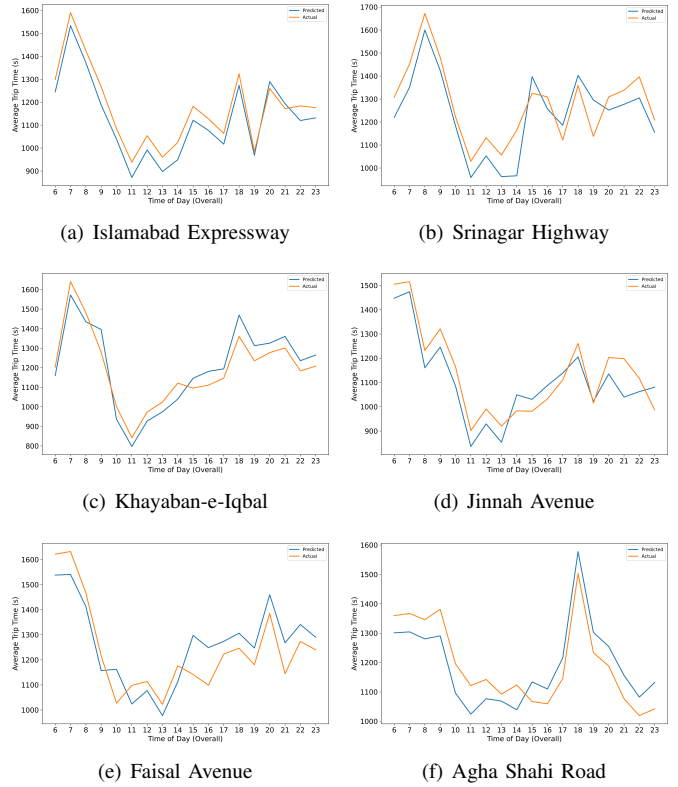 Predicted
Actual
Average Trip Time (s)
1600
1500
1400
1300
1200
1100
1000
900
6 7 8 9 10 11 12 13 14 15 16 17 18 19 20 21 22 23
Time of Day (Overall)
(a) Islamabad Expressway
Predicted
Actual
Average Trip Time (s)
1700
1600
1500
1400
1300
1200
1100
1000
6 7 8 9 10 11 12 13 14 15 16 17 18 19 20 21 22 23
Time of Day (Overall)
(b) Srinagar Highway
Predicted
Actual
Average Trip Time (s)
1600
1500
1400
1300
1200
1100
1000
900
800
6 7 8 9 10 11 12 13 14 15 16 17 18 19 20 21 22 23
Time of Day (Overall)
(c) Khayaban-e-Iqbal
Predicted
Actual
Average Trip Time (s)
1500
1400
1300
1200
1100
1000
900
6 7 8 9 10 11 12 13 14 15 16 17 18 19 20 21 22 23
Time of Day (Overall)
(d) Jinnah Avenue
Predicted
Actual
Average Trip Time (s)
1600
1500
1400
1300
1200
1100
1000
6 7 8 9 10 11 12 13 14 15 16 17 18 19 20 21 22 23
Time of Day (Overall)
(e) Faisal Avenue
Predicted
Actual
Average Trip Time (s)
1600
1500
1400
1300
1200
1100
1000
6 7 8 9 10 11 12 13 14 15 16 17 18 19 20 21 22 23
Time of Day (Overall)
(f) Agha Shahi Road